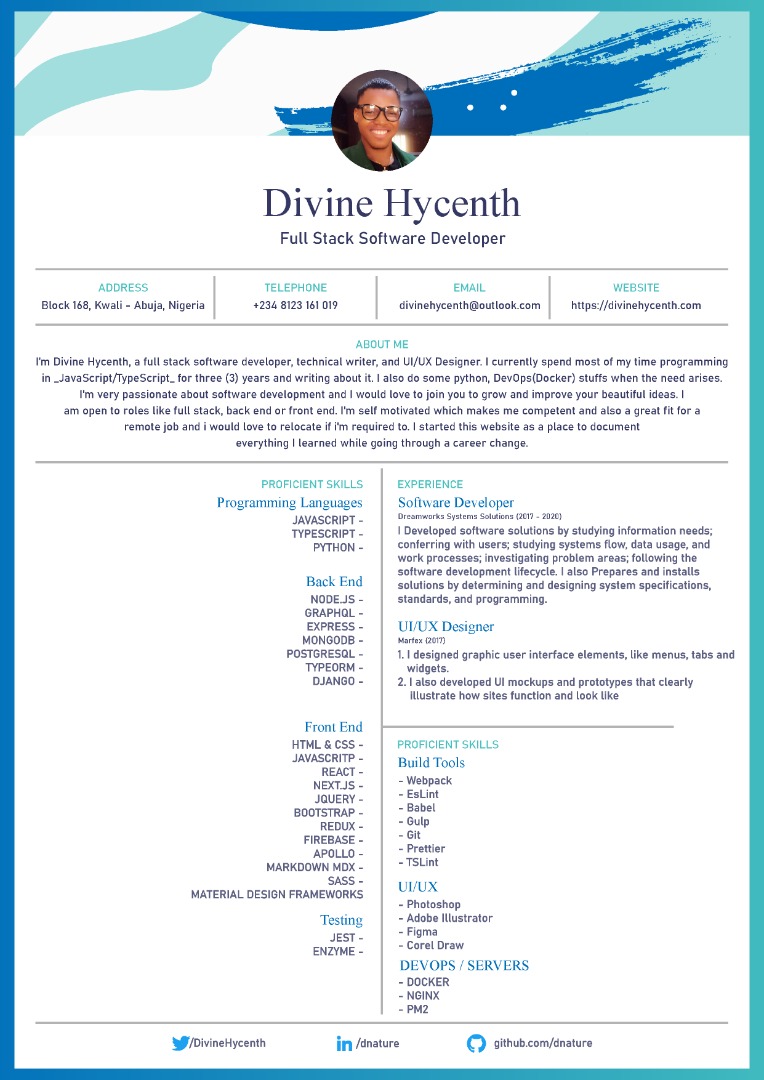 Divine Hycenth
Full Stack Software Developer
ADDRESS
Block 168, Kwali - Abuja, Nigeria
TELEPHONE
+234 8123 161 019
EMAIL
divinehycenth@outlook.com
WEBSITE
https://divinehycenth.com
ABOUT ME
I'm Divine Hycenth, a full stack software developer, technical writer, and UI/UX Designer. I currently spend most of my time programming
in _JavaScript/TypeScript_ for three (3) years and writing about it. I also do some python, DevOps(Docker) stuffs when the need arises.
I'm very passionate about software development and I would love to join you to grow and improve your beautiful ideas. I
am open to roles like full stack, back end or front end. I'm self motivated which makes me competent and also a great fit for a
remote job and i would love to relocate if i'm required to. I started this website as a place to document
everything I learned while going through a career change.
PROFICIENT SKILLS
Programming Languages
JAVASCRIPT -
TYPESCRIPT -
PYTHON -
Back End
NODE.JS -
GRAPHQL -
EXPRESS -
MONGODB -
POSTGRESQL -
TYPEORM -
DJANGO -
Front End
HTML & CSS -
JAVASCRITP -
REACT -
NEXT.JS -
JQUERY -
BOOTSTRAP -
REDUX -
FIREBASE -
APOLLO -
MARKDOWN MDX -
SASS -
MATERIAL DESIGN FRAMEWORKS
Testing
JEST -
ENZYME -
EXPERIENCE
Software Developer
Dreamworks Systems Solutions (2017 - 2020)
I Developed software solutions by studying information needs;
conferring with users; studying systems flow, data usage, and
work processes; investigating problem areas; following the
software development lifecycle. I also Prepares and installs
solutions by determining and designing system specifications,
standards, and programming.
UI/UX Designer
Marfex (2017)
1. I designed graphic user interface elements, like menus, tabs and
widgets.
2. I also developed UI mockups and prototypes that clearly
illustrate how sites function and look like
PROFICIENT SKILLS
Build Tools
- Webpack
- EsLint
- Babel
- Gulp
- Git
- Prettier
- TSLint
UI/UX
- Photoshop
- Adobe Illustrator
- Figma
- Corel Draw
DEVOPS / SERVERS
- DOCKER
- NGINX
- PM2
/DivineHycenth
/dnature
github.com/dnature